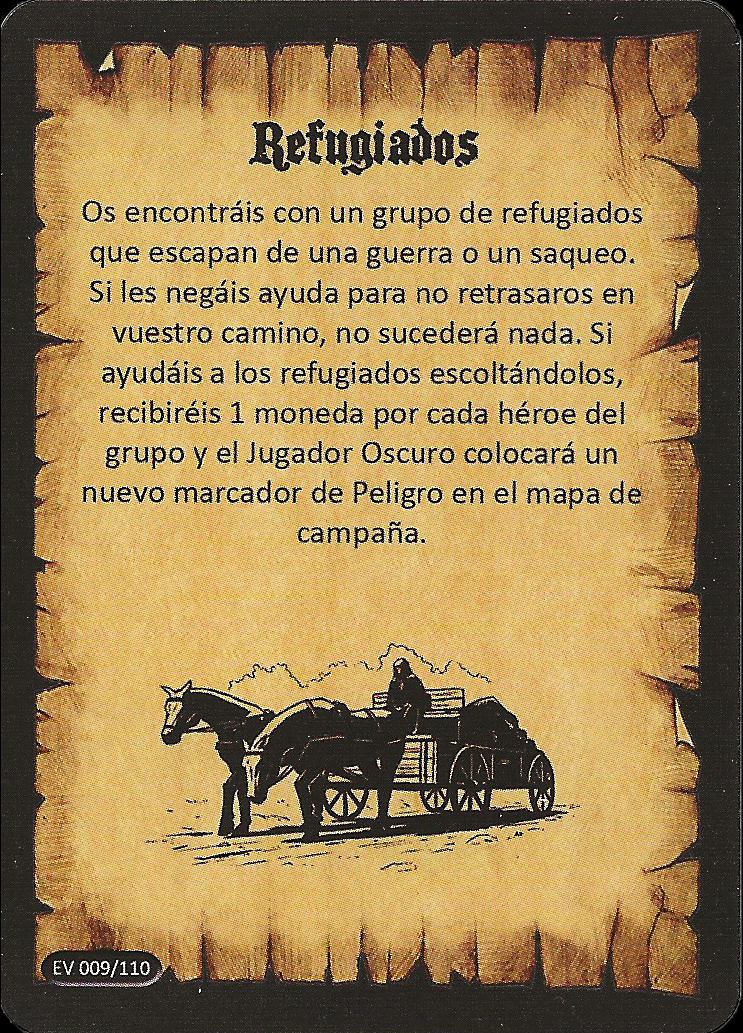 Refugiados
Os encontráis con un grupo de refugiados
que escapan de una guerra o un saqueo.
Si les negáis ayuda para no retrasaros en
vuestro camino, no sucederá nada. Si
ayudáis a los refugiados escoltándolos,
recibiréis 1 moneda por cada héroe del
grupo y el Jugador Oscuro colocará un
nuevo marcador de Peligro en el mapa de
campaña.
EV 009/110